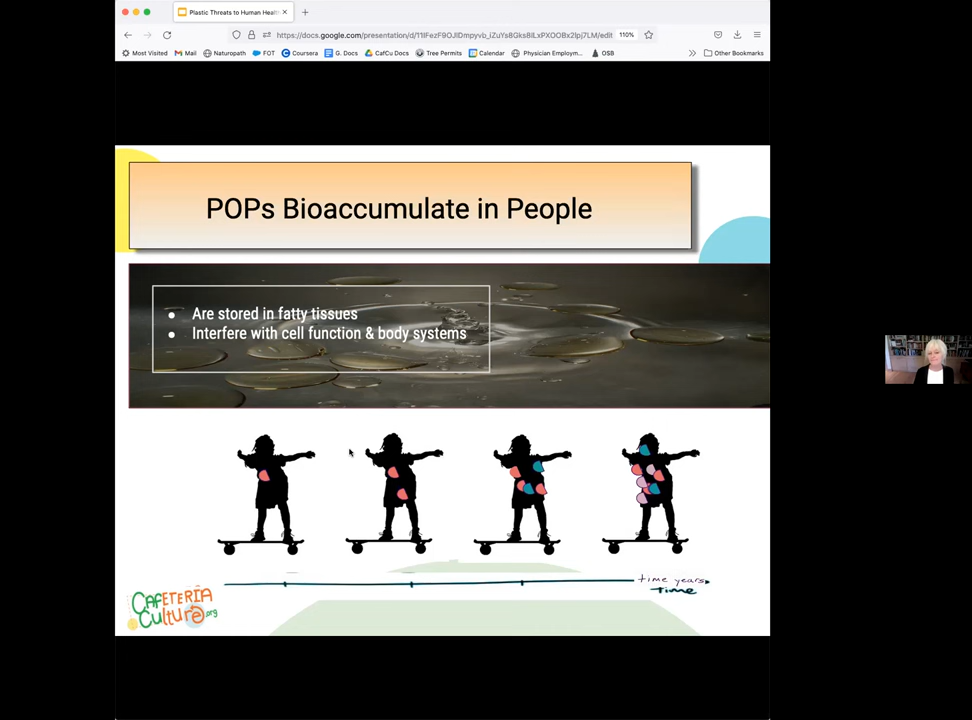 Plastic Threats to Human Healt
https://docs.google.com/presentation/d/11lFezF9OJlDmpyvb_iZuYs8Gks8iLxPXOOBx2lpj7LM/edit
110%
Most Visited
Mail
Naturopath
FOT
Coursera
G. Docs
CafCu Docs
Tree Permits
Calendar
Physician Employm...
OSB
Other Bookmarks
POPs Bioaccumulate in People
Are stored in fatty tissues
Interfere with cell function & body systems
time years
Time
CAFETERIA
CulturE.org